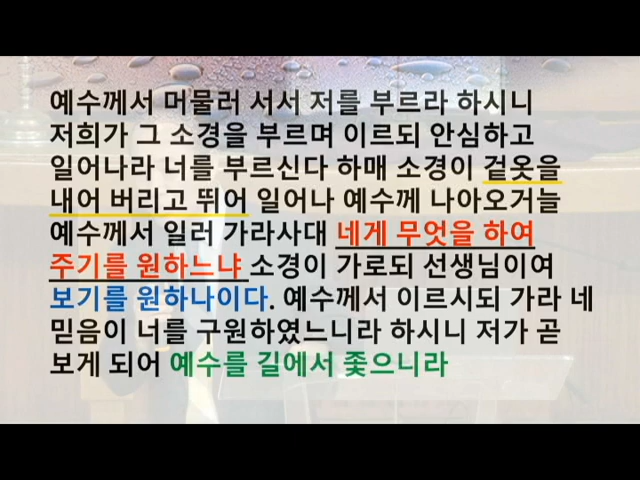 예수께서 머물러 서서 저를 부르라 하시니
저희가 그 소경을 부르며 이르되 안심하고
일어나라 너를 부르신다 하매 소경이 겉옷을
내어 버리고 뛰어 일어나 예수께 나아오거늘
예수께서 일러 가라사대 네게 무엇을 하여
주기를 원하느냐 소경이 가로되 선생님이여
보기를 원하나이다. 예수께서 이르시되 가라 네
믿음이 너를 구원하였느니라 하시니 저가 곧
보게 되어 예수를 길에서 좇으니라